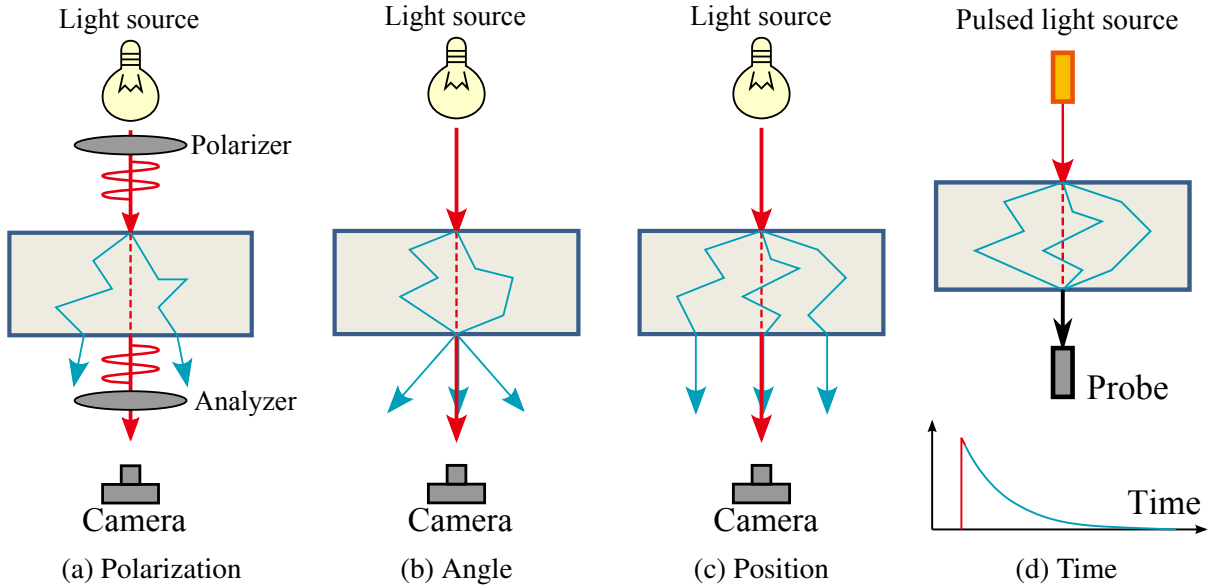 Light source
Polarizer
Analyzer
Camera
(a) Polarization
Light source
Camera
(b) Angle
Light source
Camera
(c) Position
Pulsed light source
Probe
Time
(d) Time